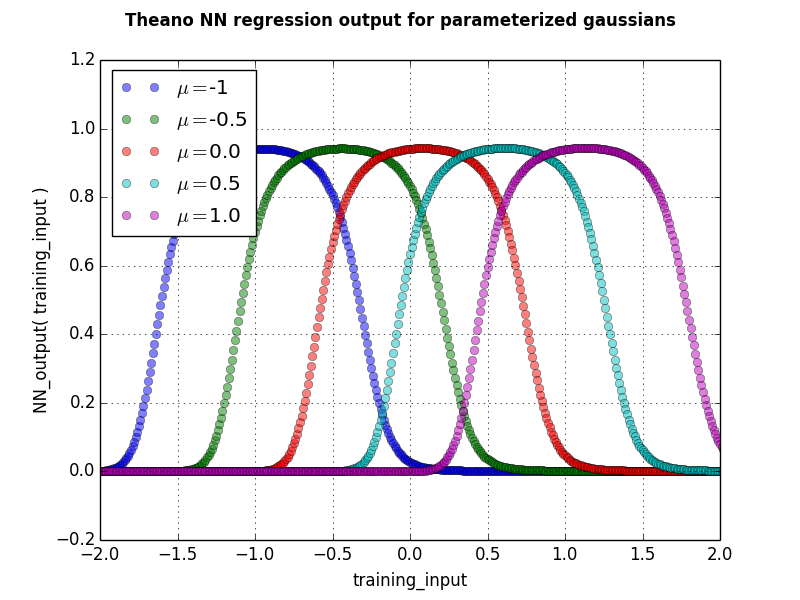 Theano NN regression output for parameterized gaussians
1.2
1.0
0.8
0.6
0.4
0.2
0.0
−0.2
NN_output( training_input )
μ=-1
μ=-0.5
μ=0.0
μ=0.5
μ=1.0
−2.0 −1.5 −1.0 −0.5 0.0 0.5 1.0 1.5 2.0
training_input